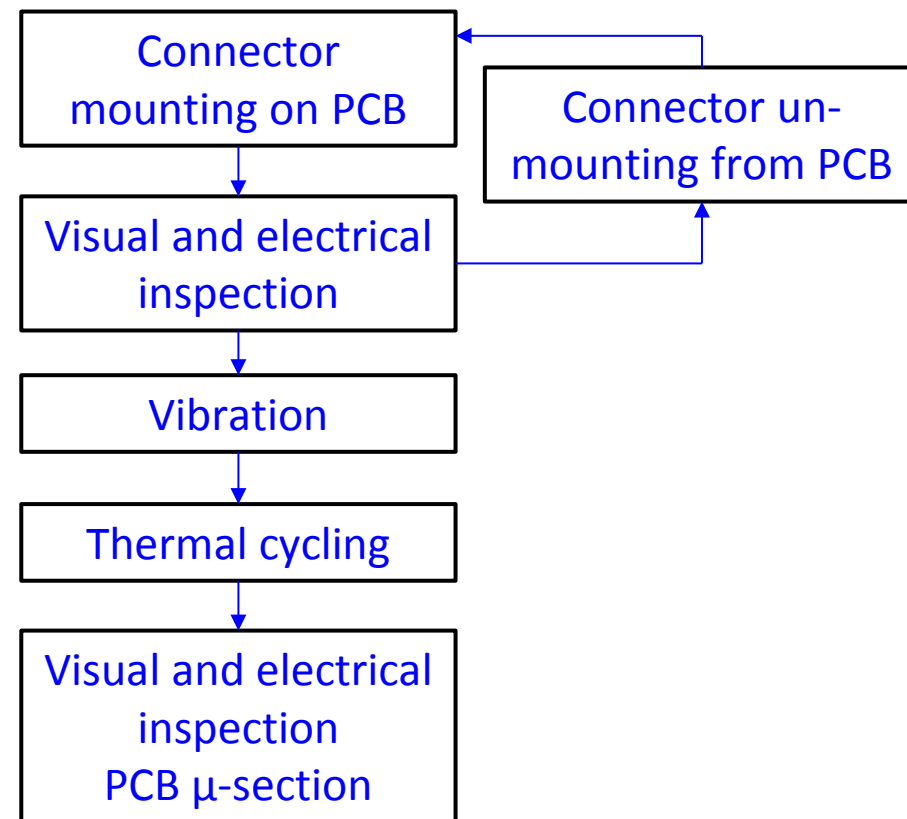 Connector
mounting on PCB
Connector un-
mounting from PCB
Visual and electrical
inspection
Vibration
Thermal cycling
Visual and electrical
inspection
PCB µ-section